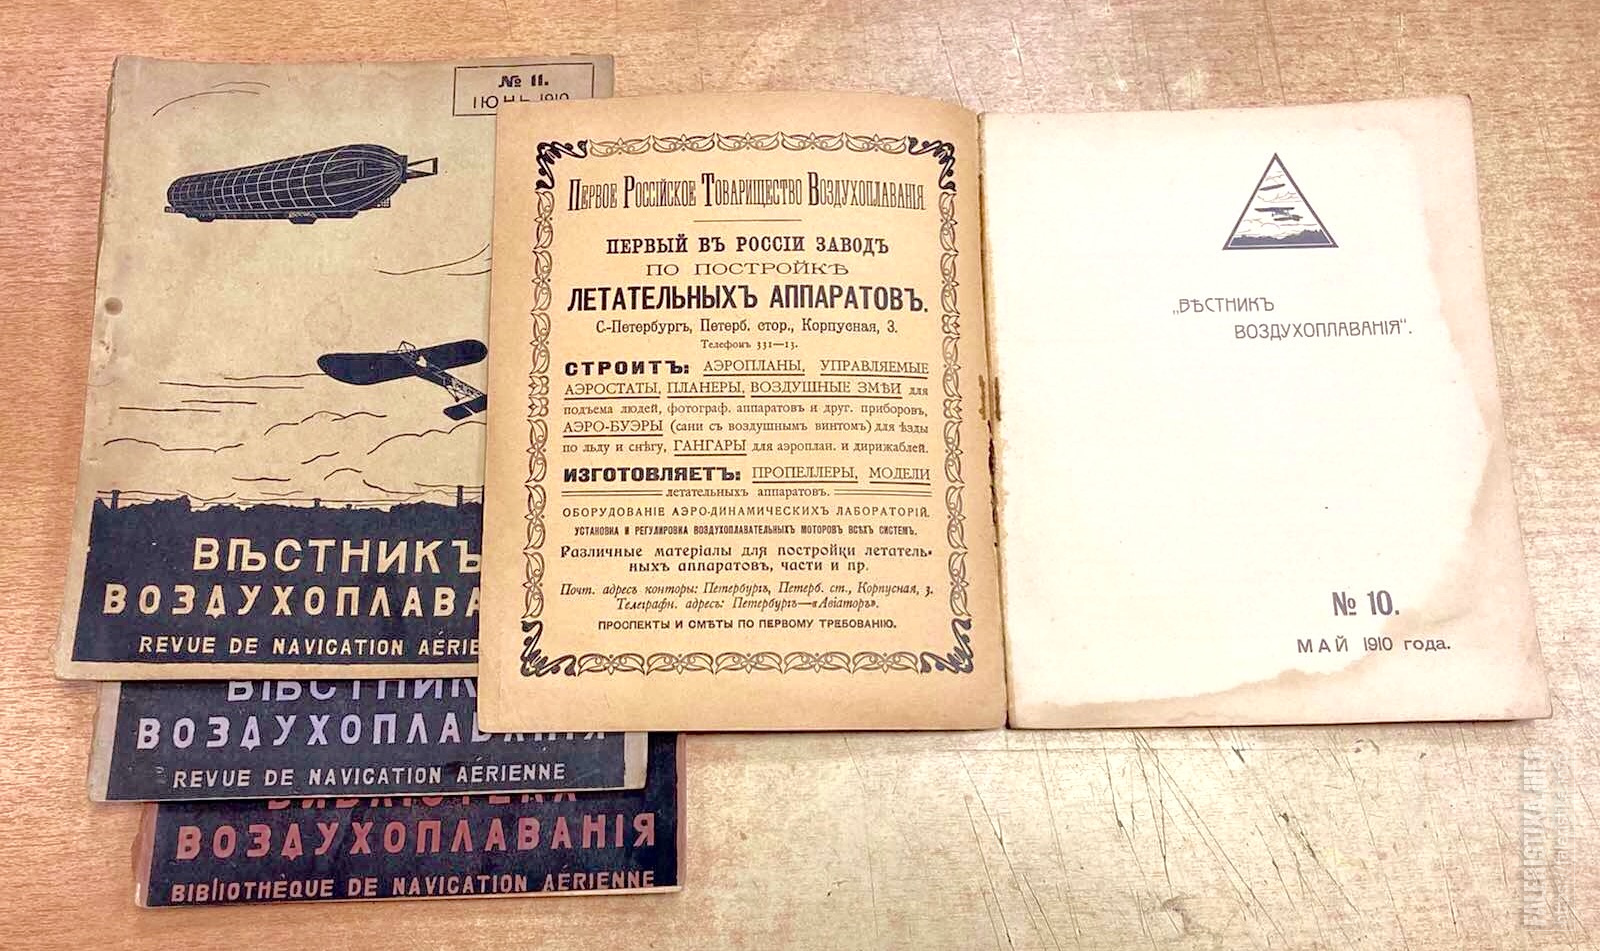 № 11.
ІЮНЬ 1910
ВѢСТНИКЪ
ВОЗДУХОПЛАВА
REVUE DE NAVIGATION AÉRIE
ВѢСТНИК
ВОЗДУХОПЛАВАНІЯ
REVUE DE NAVIGATION AÉRIENNE
БИБЛІОТЕКА
ВОЗДУХОПЛАВАНІЯ
BIBLIOTHÈQUE DE NAVIGATION AÉRIENNE
Первое Россійское Товарищество Воздухоплаванія
ПЕРВЫЙ ВЪ РОССІИ ЗАВОДЪ
ПО ПОСТРОЙКѢ
ЛЕТАТЕЛЬНЫХЪ АППАРАТОВЪ.
С-Петербургъ, Петерб. стор., Корпусная, 3.
Телефонъ 331—13.
СТРОИТЪ: АЭРОПЛАНЫ, УПРАВЛЯЕМЫЕ
АЭРОСТАТЫ, ПЛАНЕРЫ, ВОЗДУШНЫЕ ЗМѢИ для
подъема людей, фотограф. аппаратовъ и друг. приборовъ,
АЭРО-БУЭРЫ (сани съ воздушнымъ винтомъ) для ѣзды
по льду и снѣгу, ГАНГАРЫ для аэроплан. и дирижаблей.
ИЗГОТОВЛЯЕТЪ: ПРОПЕЛЛЕРЫ, МОДЕЛИ
летательныхъ аппаратовъ.
ОБОРУДОВАНІЕ АЭРО-ДИНАМИЧЕСКИХЪ ЛАБОРАТОРІЙ.
УСТАНОВКА И РЕГУЛИРОВКА ВОЗДУХОПЛАВАТЕЛЬНЫХЪ МОТОРОВЪ ВСѢХЪ СИСТЕМЪ.
Различные матеріалы для постройки летатель-
ныхъ аппаратовъ, части и пр.
Почт. адресъ конторы: Петербургъ, Петерб. ст., Корпусная, 3.
Телеграфн. адресъ: Петербургъ—«Авіаторъ».
ПРОСПЕКТЫ И СМѢТЫ ПО ПЕРВОМУ ТРЕБОВАНІЮ.
„ВѢСТНИКЪ
ВОЗДУХОПЛАВАНІЯ“.
№ 10.
МАЙ 1910 года.
FALERISTIKA.NET